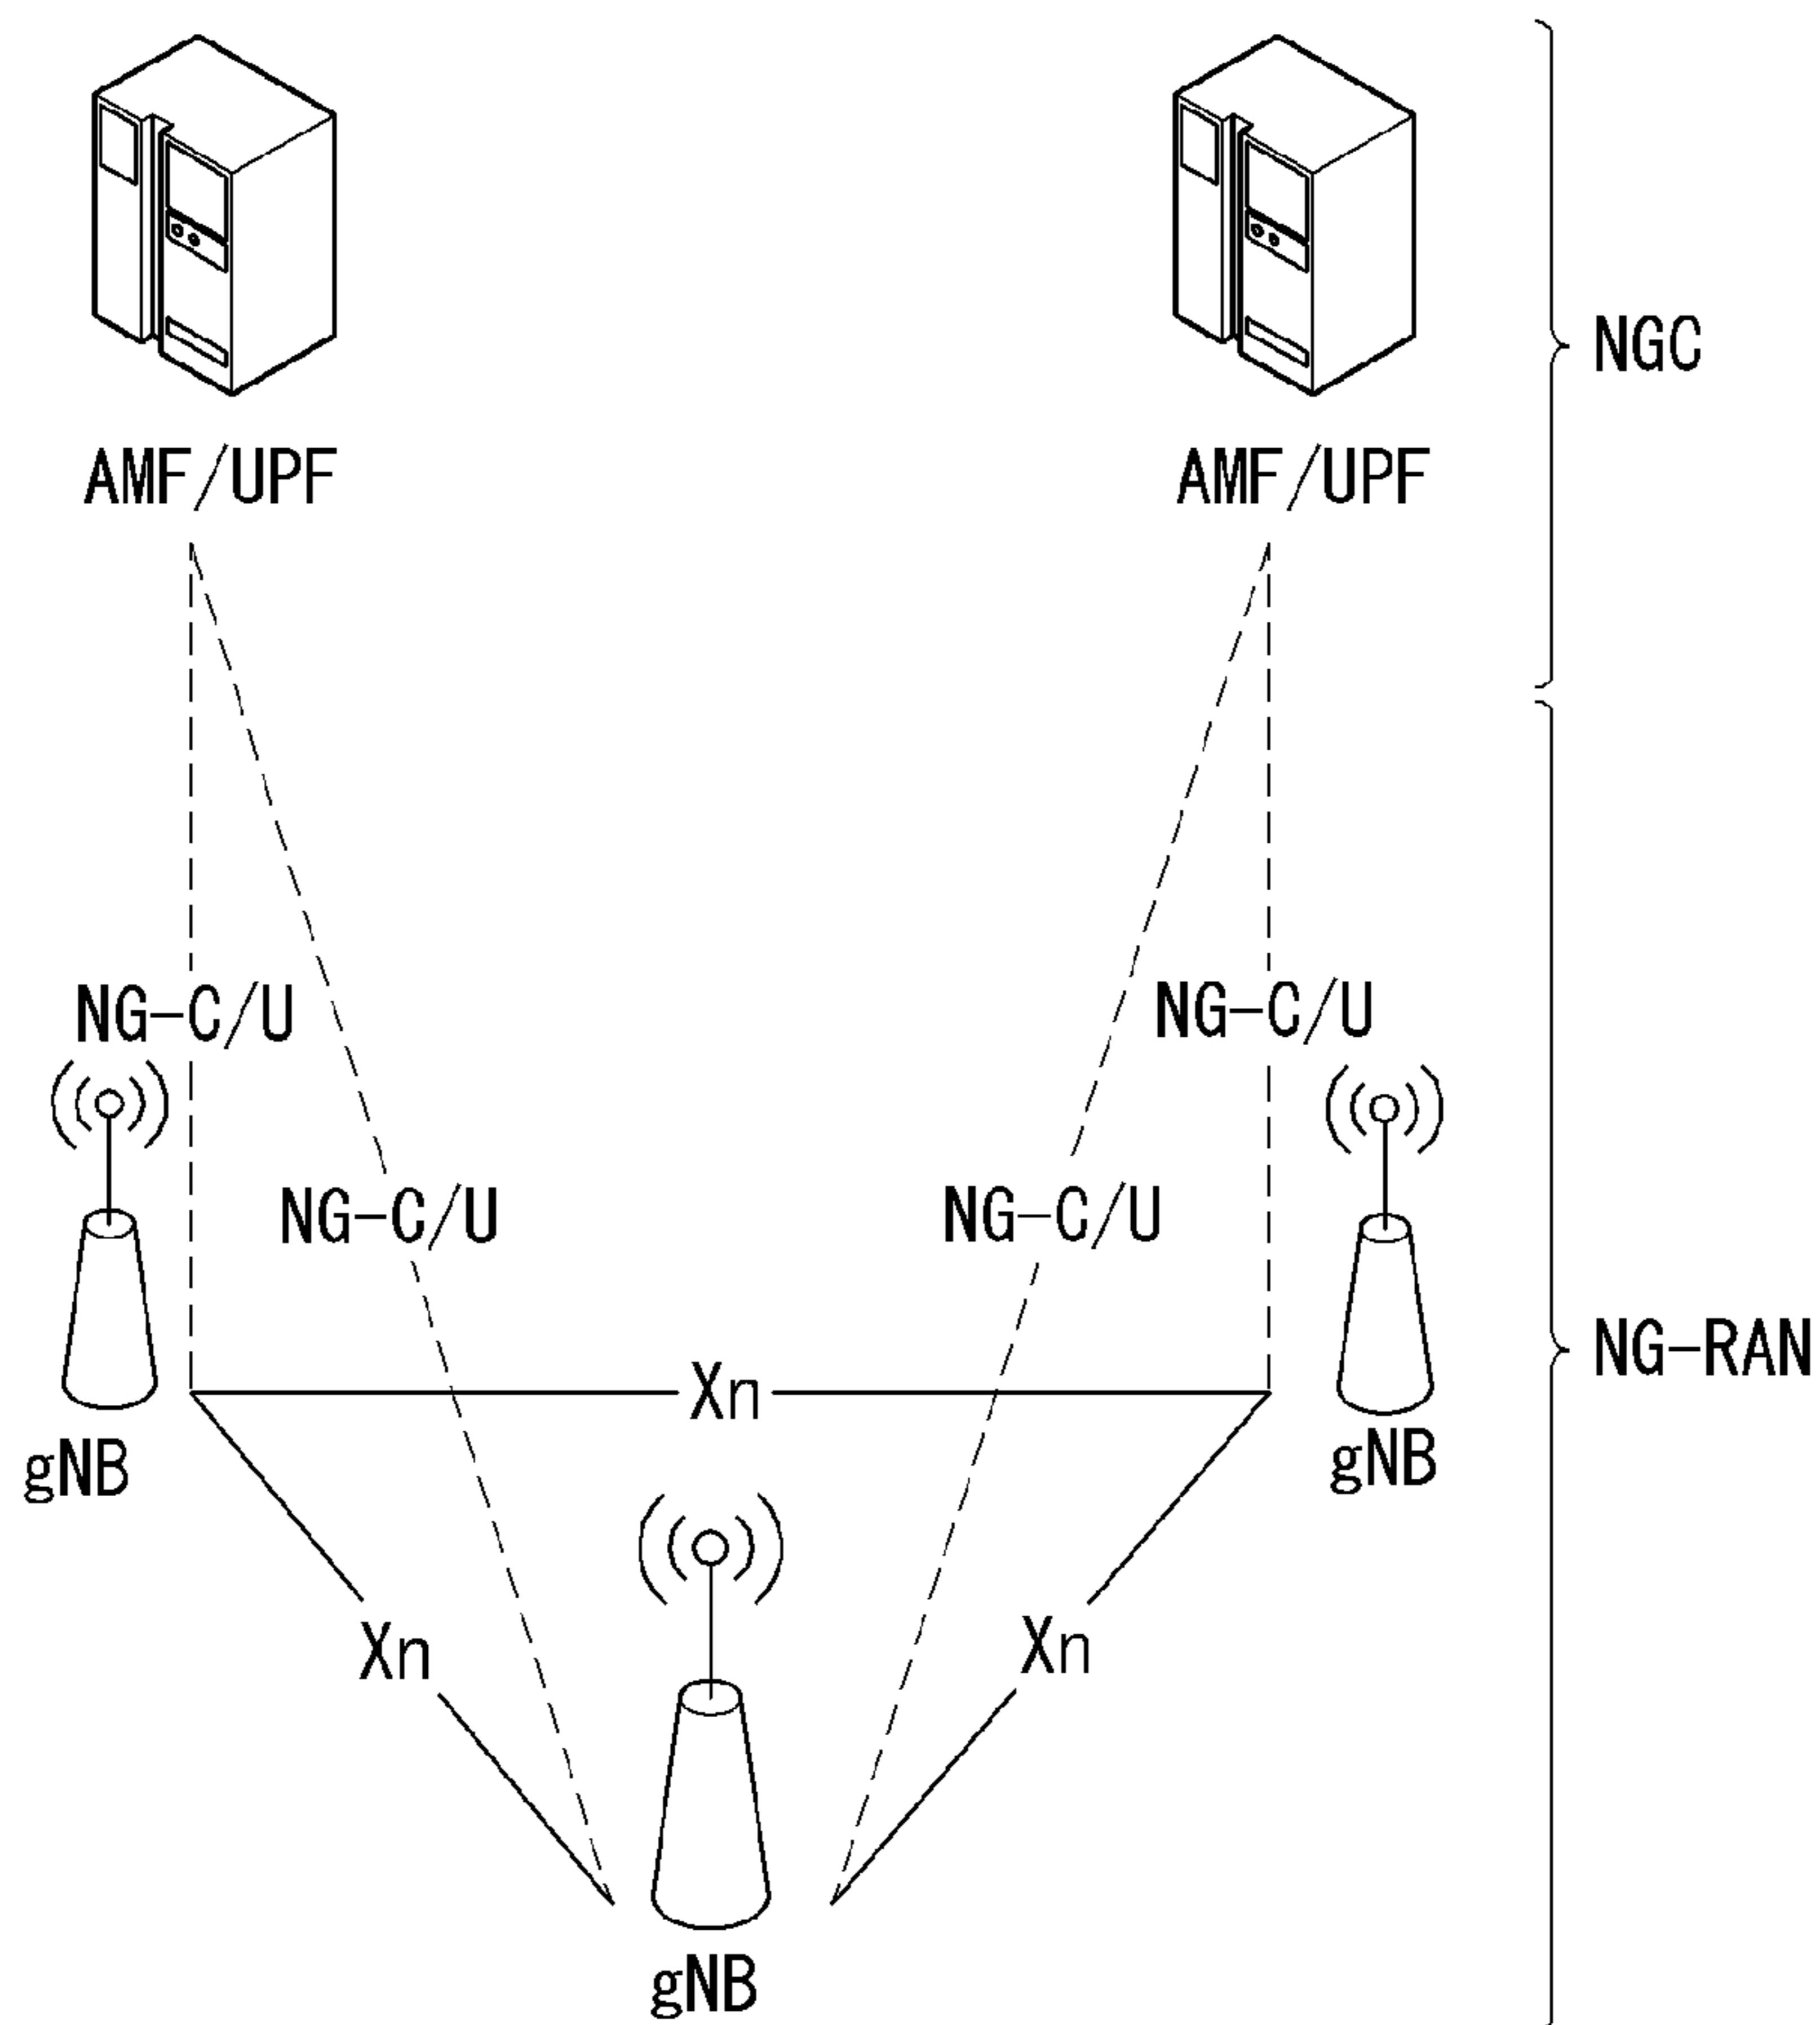 NGC
AMF/UPF
AMF/UPF
NG-C/U
NG-C/U
NG-C/U
NG-C/U
NG-RAN
Xn
gNB
gNB
Xn
Xn
gNB